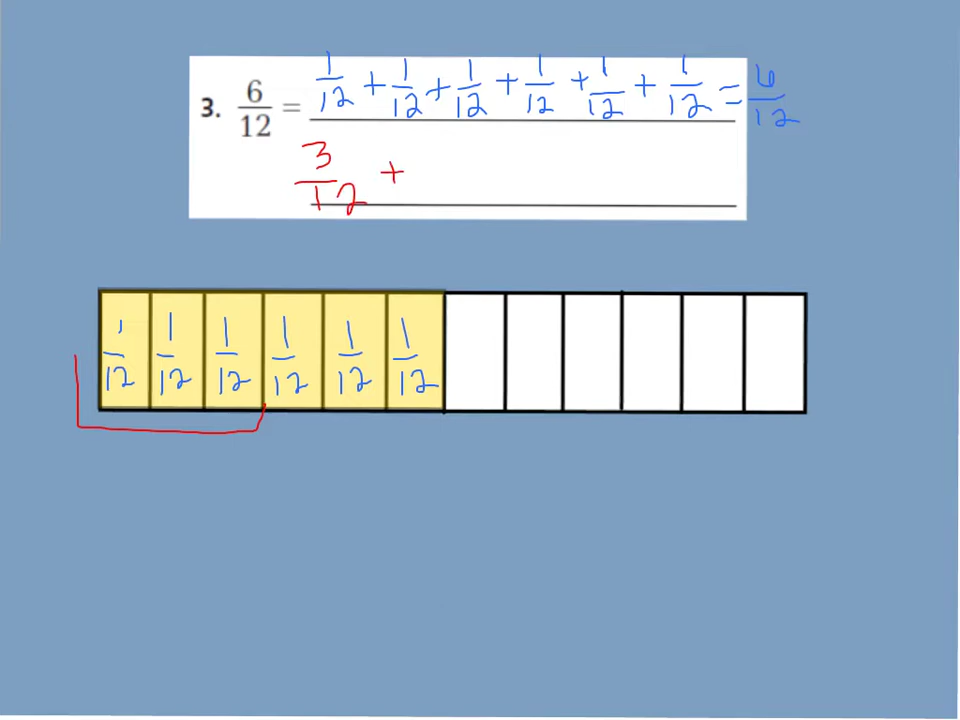 3. 6/12 = 1/12 + 1/12 + 1/12 + 1/12 + 1/12 + 1/12 = 6/12
3/12 +
1/12 1/12 1/12 1/12 1/12 1/12